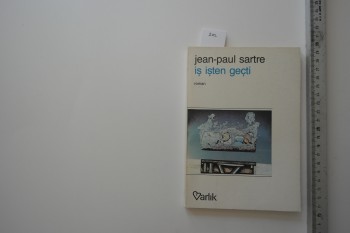 jean-paul sartre
iş işten geçti
roman
Varlık